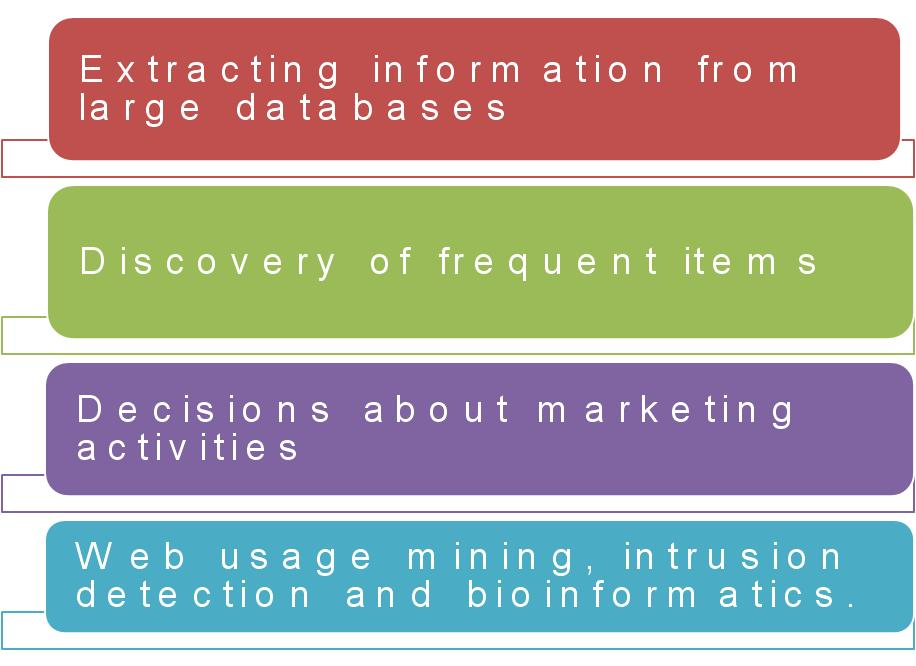 Extracting information from
large databases
Discovery of frequent items
Decisions about marketing
activities
Web usage mining, intrusion
detection and bioinformatics.